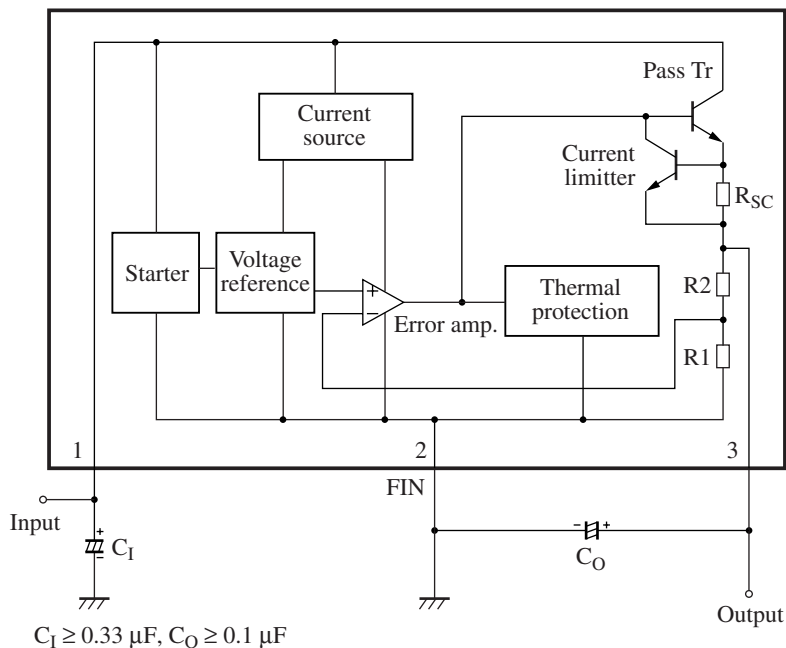 Pass Tr
Current
source
Current
limitter
R_SC
Starter
Voltage
reference
+
−
Error amp.
Thermal
protection
R2
R1
1
2
3
FIN
Input
+
−
C_I
− +
C_O
Output
C_I ≥ 0.33 µF, C_O ≥ 0.1 µF